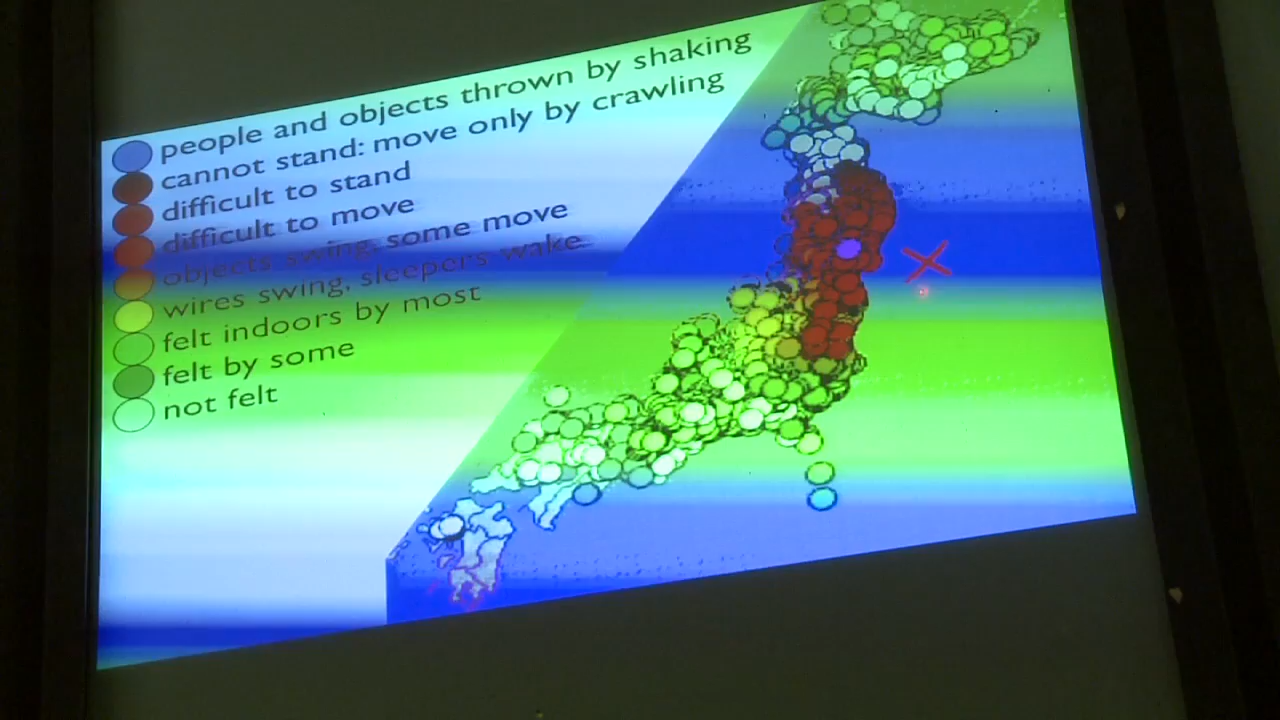 people and objects thrown by shaking
cannot stand: move only by crawling
difficult to stand
difficult to move
objects swing, some move
wires swing, sleepers wake
felt indoors by most
felt by some
not felt